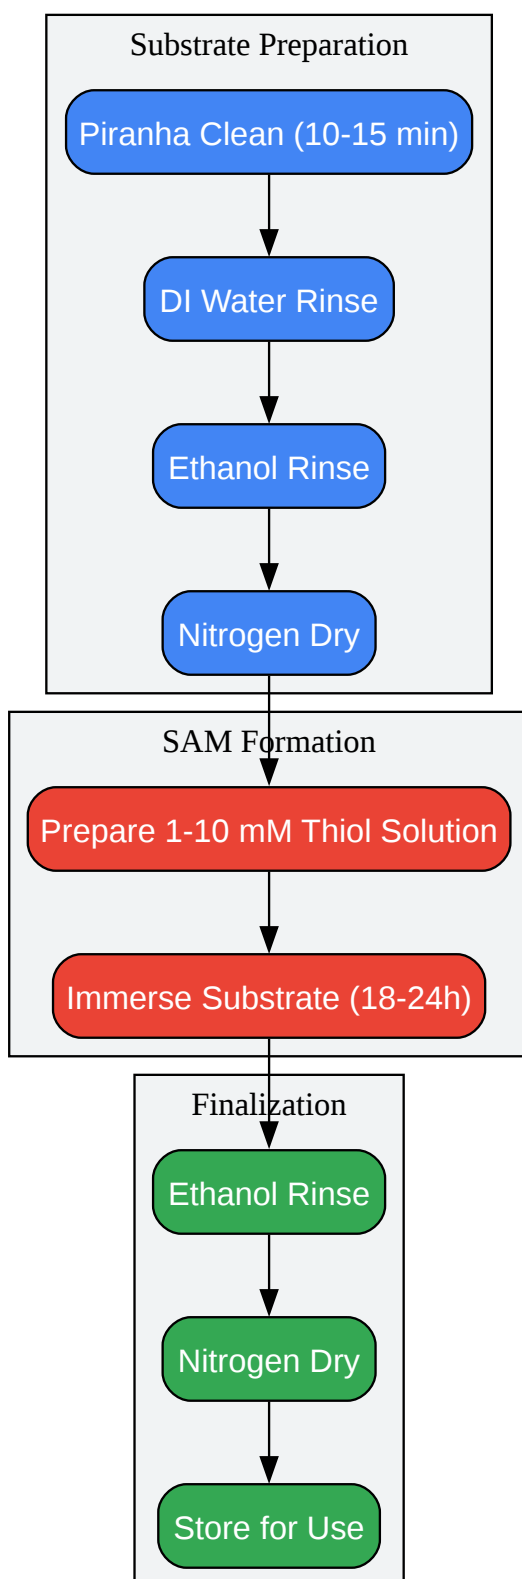 Substrate Preparation
Piranha Clean (10-15 min)
DI Water Rinse
Ethanol Rinse
Nitrogen Dry
SAM Formation
Prepare 1-10 mM Thiol Solution
Immerse Substrate (18-24h)
Finalization
Ethanol Rinse
Nitrogen Dry
Store for Use